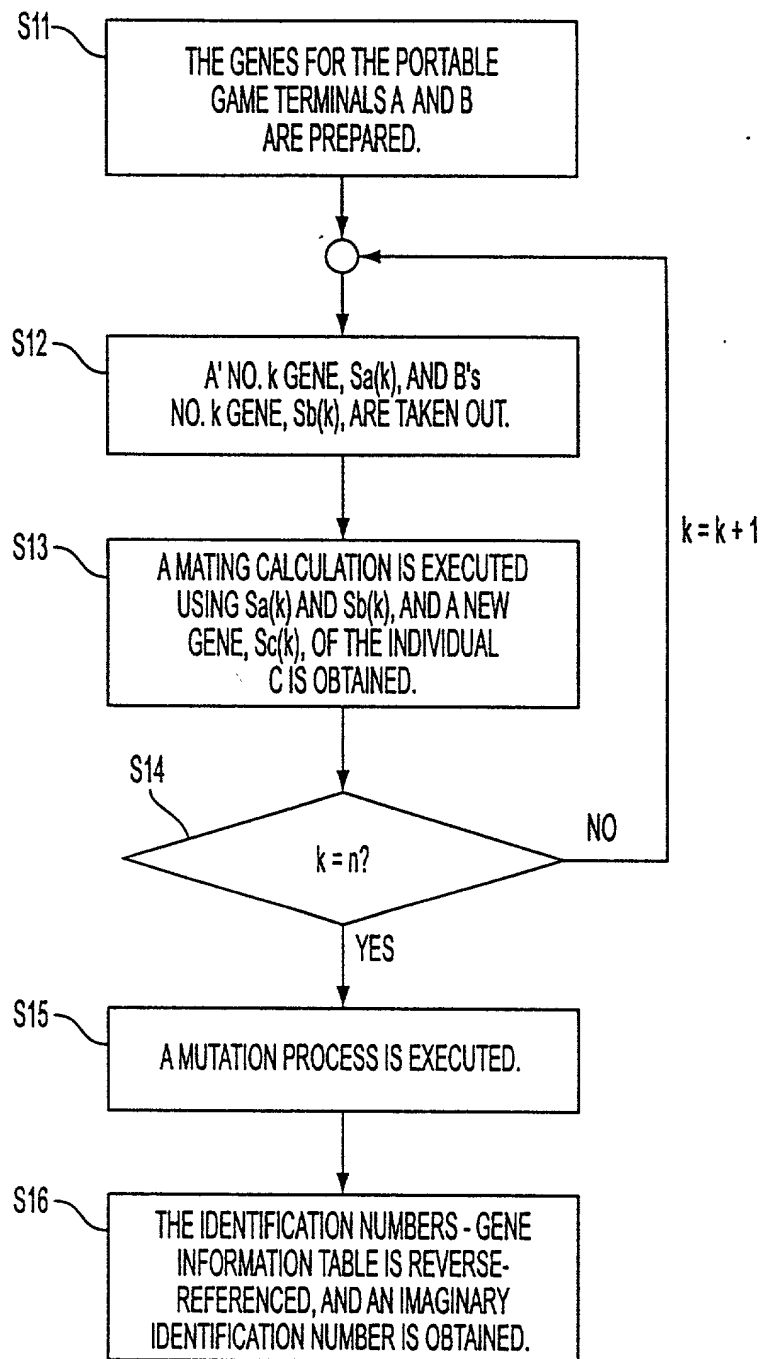 S11
THE GENES FOR THE PORTABLE
GAME TERMINALS A AND B
ARE PREPARED.
S12
A' NO. k GENE, Sa(k), AND B's
NO. k GENE, Sb(k), ARE TAKEN OUT.
k = k + 1
S13
A MATING CALCULATION IS EXECUTED
USING Sa(k) AND Sb(k), AND A NEW
GENE, Sc(k), OF THE INDIVIDUAL
C IS OBTAINED.
S14
k = n?
NO
YES
S15
A MUTATION PROCESS IS EXECUTED.
S16
THE IDENTIFICATION NUMBERS - GENE
INFORMATION TABLE IS REVERSE-
REFERENCED, AND AN IMAGINARY
IDENTIFICATION NUMBER IS OBTAINED.